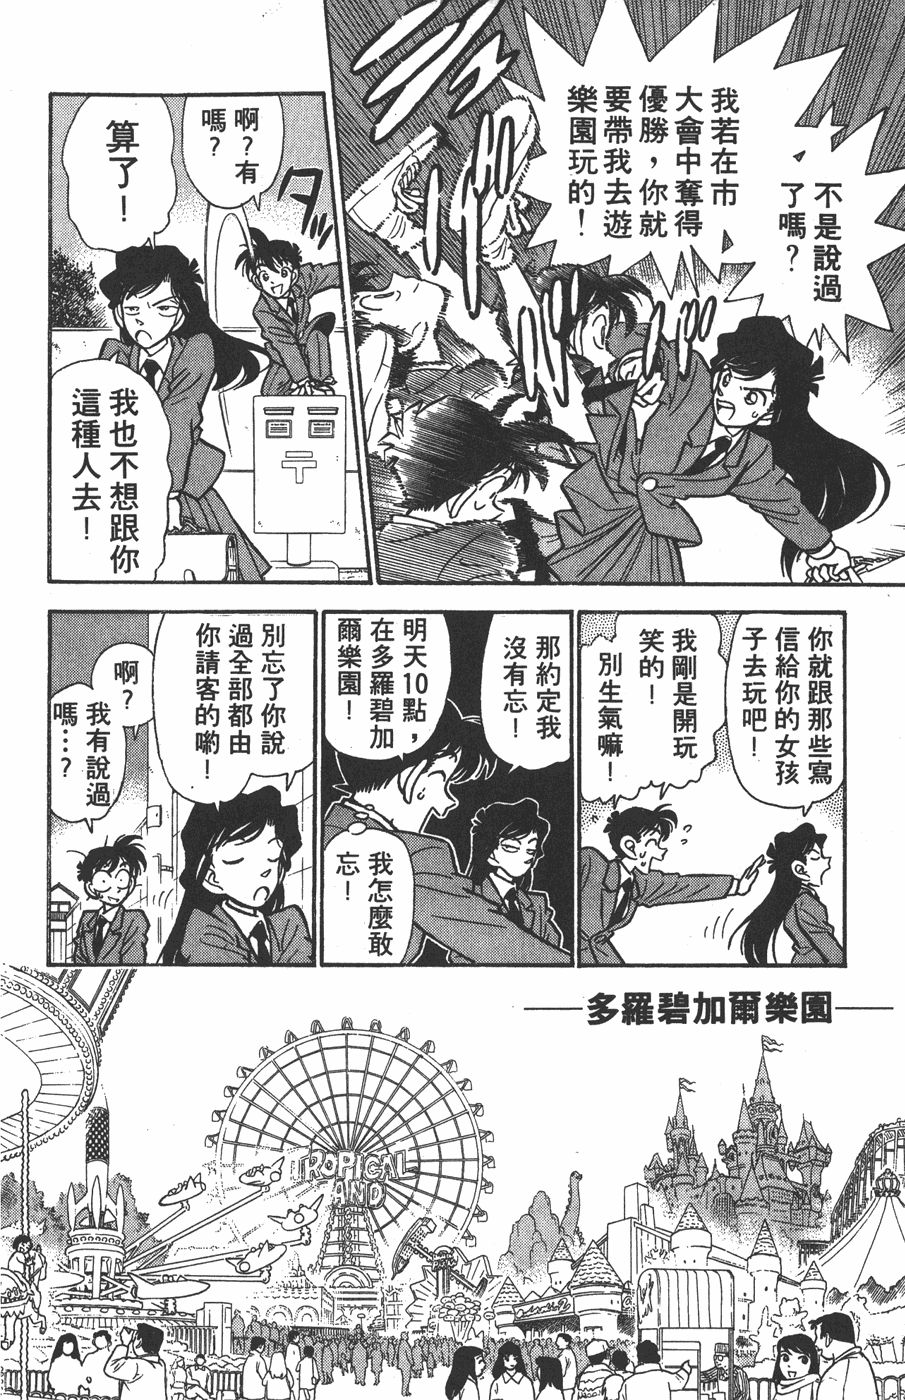 不是說過
了嗎？
我若在市
大會中奪得
優勝，你就
要帶我去遊
樂園玩的！
啊？有
嗎？
算了！
我也不想跟你
這種人去！
你就跟那些寫
信給你的女孩
子去玩吧！
我剛是開玩
笑的！
別生氣嘛！
那約定我
沒有忘！
明天10點，
在多羅碧加
爾樂園！
我怎麼敢
忘！
別忘了你說
過全部都由
你請客的喲！
啊？
我有說過
嗎…？
——多羅碧加爾樂園——
TROPICAL
LAND